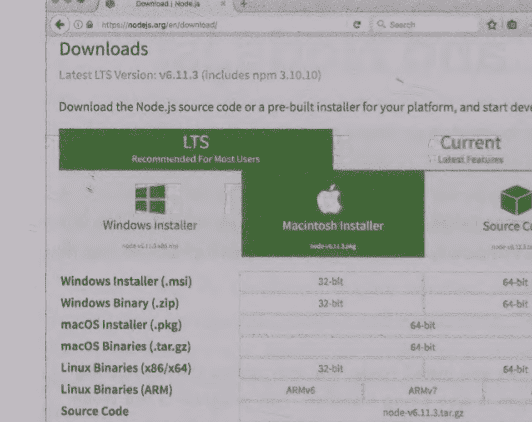 Download | Node.js
https://nodejs.org/en/download/
Search
Downloads
Latest LTS Version: v6.11.3 (includes npm 3.10.10)
Download the Node.js source code or a pre-built installer for your platform, and start deve
LTS
Recommended For Most Users
Current
Latest Features
Windows Installer
Macintosh Installer
Source C
node-v6.11.3.pkg
Windows Installer (.msi) 32-bit 64-bit
Windows Binary (.zip) 32-bit 64-bit
macOS Installer (.pkg) 64-bit
macOS Binaries (.tar.gz) 64-bit
Linux Binaries (x86/x64) 32-bit 64-bit
Linux Binaries (ARM) ARMv6 ARMv7
Source Code node-v6.11.3.tar.gz